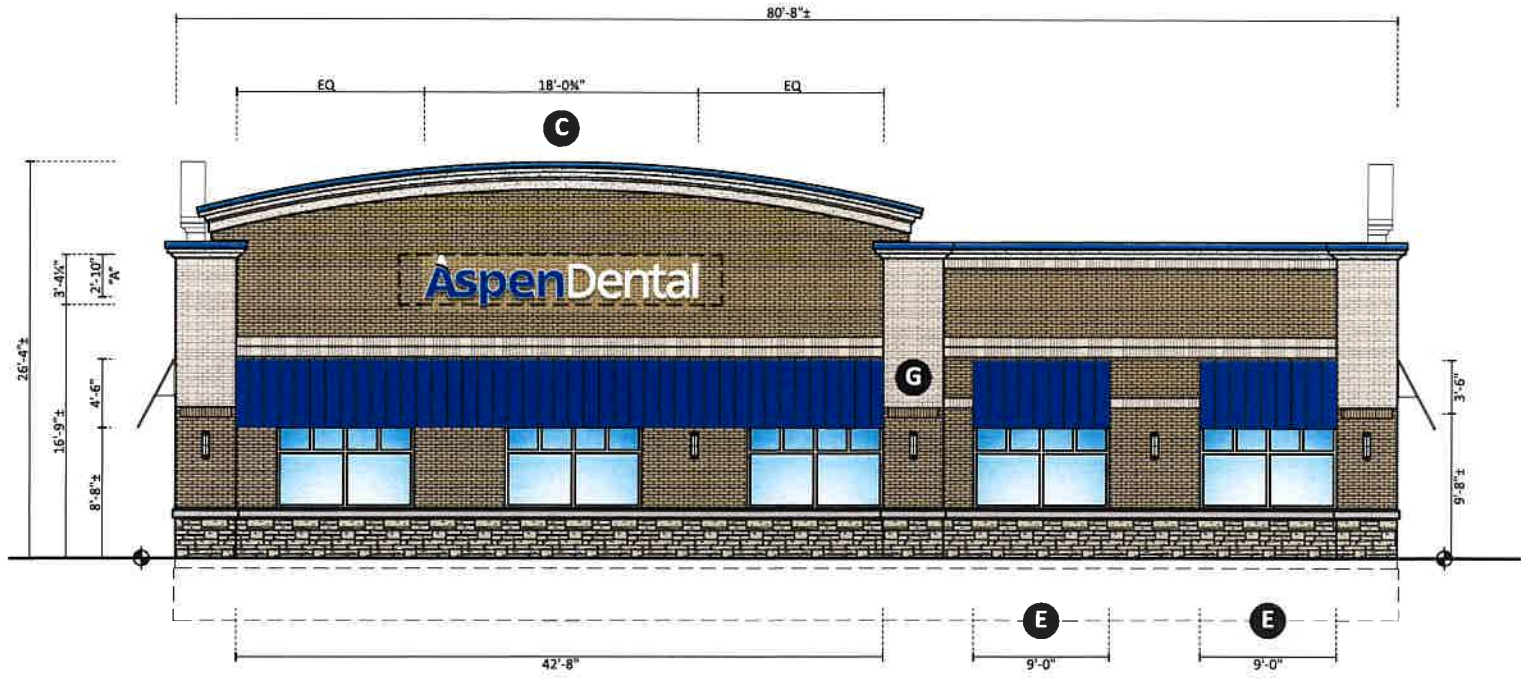 80'-8"±
EQ
18'-0¾"
EQ
C
26'-4"±
3'-4¼"
2'-10"
"A"
AspenDental
16'-9"±
4'-6"
8'-8"±
G
3'-6"
9'-8"±
E
E
42'-8"
9'-0"
9'-0"